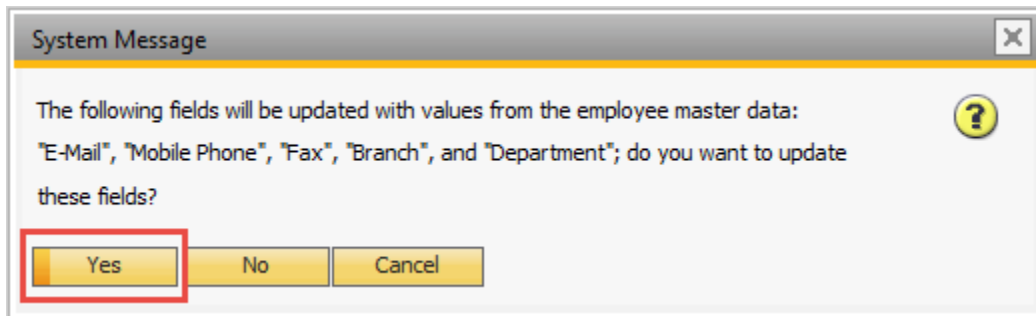 System Message
The following fields will be updated with values from the employee master data:
"E-Mail", "Mobile Phone", "Fax", "Branch", and "Department"; do you want to update
these fields?
Yes No Cancel